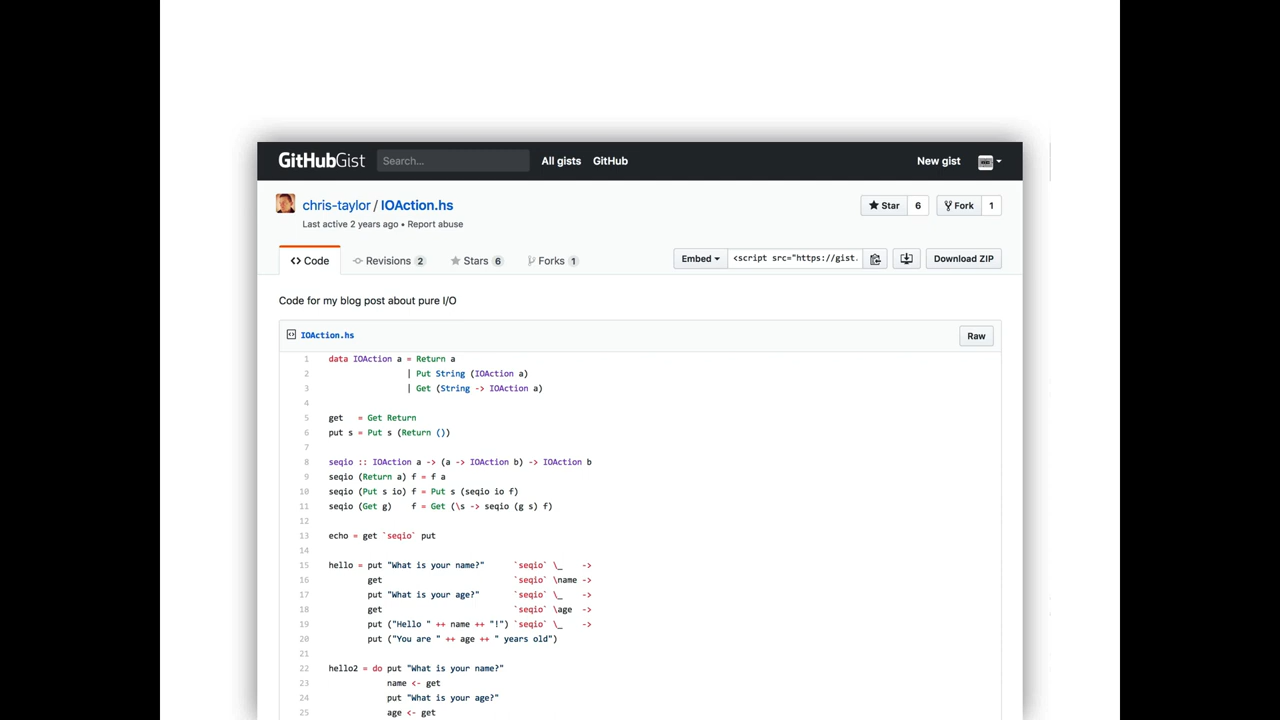 GitHubGist Search... All gists GitHub New gist
chris-taylor / IOAction.hs Star 6 Fork 1
Last active 2 years ago • Report abuse
<> Code Revisions 2 Stars 6 Forks 1 Embed <script src="https://gist. Download ZIP
Code for my blog post about pure I/O
IOAction.hs Raw
1 data IOAction a = Return a
2 | Put String (IOAction a)
3 | Get (String -> IOAction a)
4
5 get   = Get Return
6 put s = Put s (Return ())
7
8 seqio :: IOAction a -> (a -> IOAction b) -> IOAction b
9 seqio (Return a) f = f a
10 seqio (Put s io) f = Put s (seqio io f)
11 seqio (Get g)    f = Get (\s -> seqio (g s) f)
12
13 echo = get `seqio` put
14
15 hello = put "What is your name?"      `seqio` \_    ->
16 get                           `seqio` \name ->
17 put "What is your age?"       `seqio` \_    ->
18 get                           `seqio` \age  ->
19 put ("Hello " ++ name ++ "!") `seqio` \_    ->
20 put ("You are " ++ age ++ " years old")
21
22 hello2 = do put "What is your name?"
23 name <- get
24 put "What is your age?"
25 age <- get